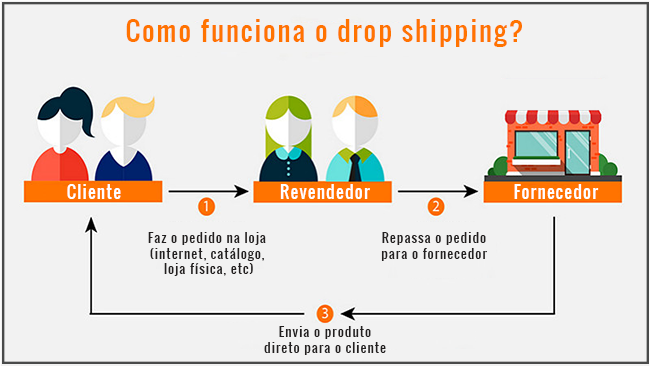 Como funciona o drop shipping?
Cliente
Revendedor
Fornecedor
1
Faz o pedido na loja
(internet, catálogo,
loja física, etc)
2
Repassa o pedido
para o fornecedor
3
Envia o produto
direto para o cliente